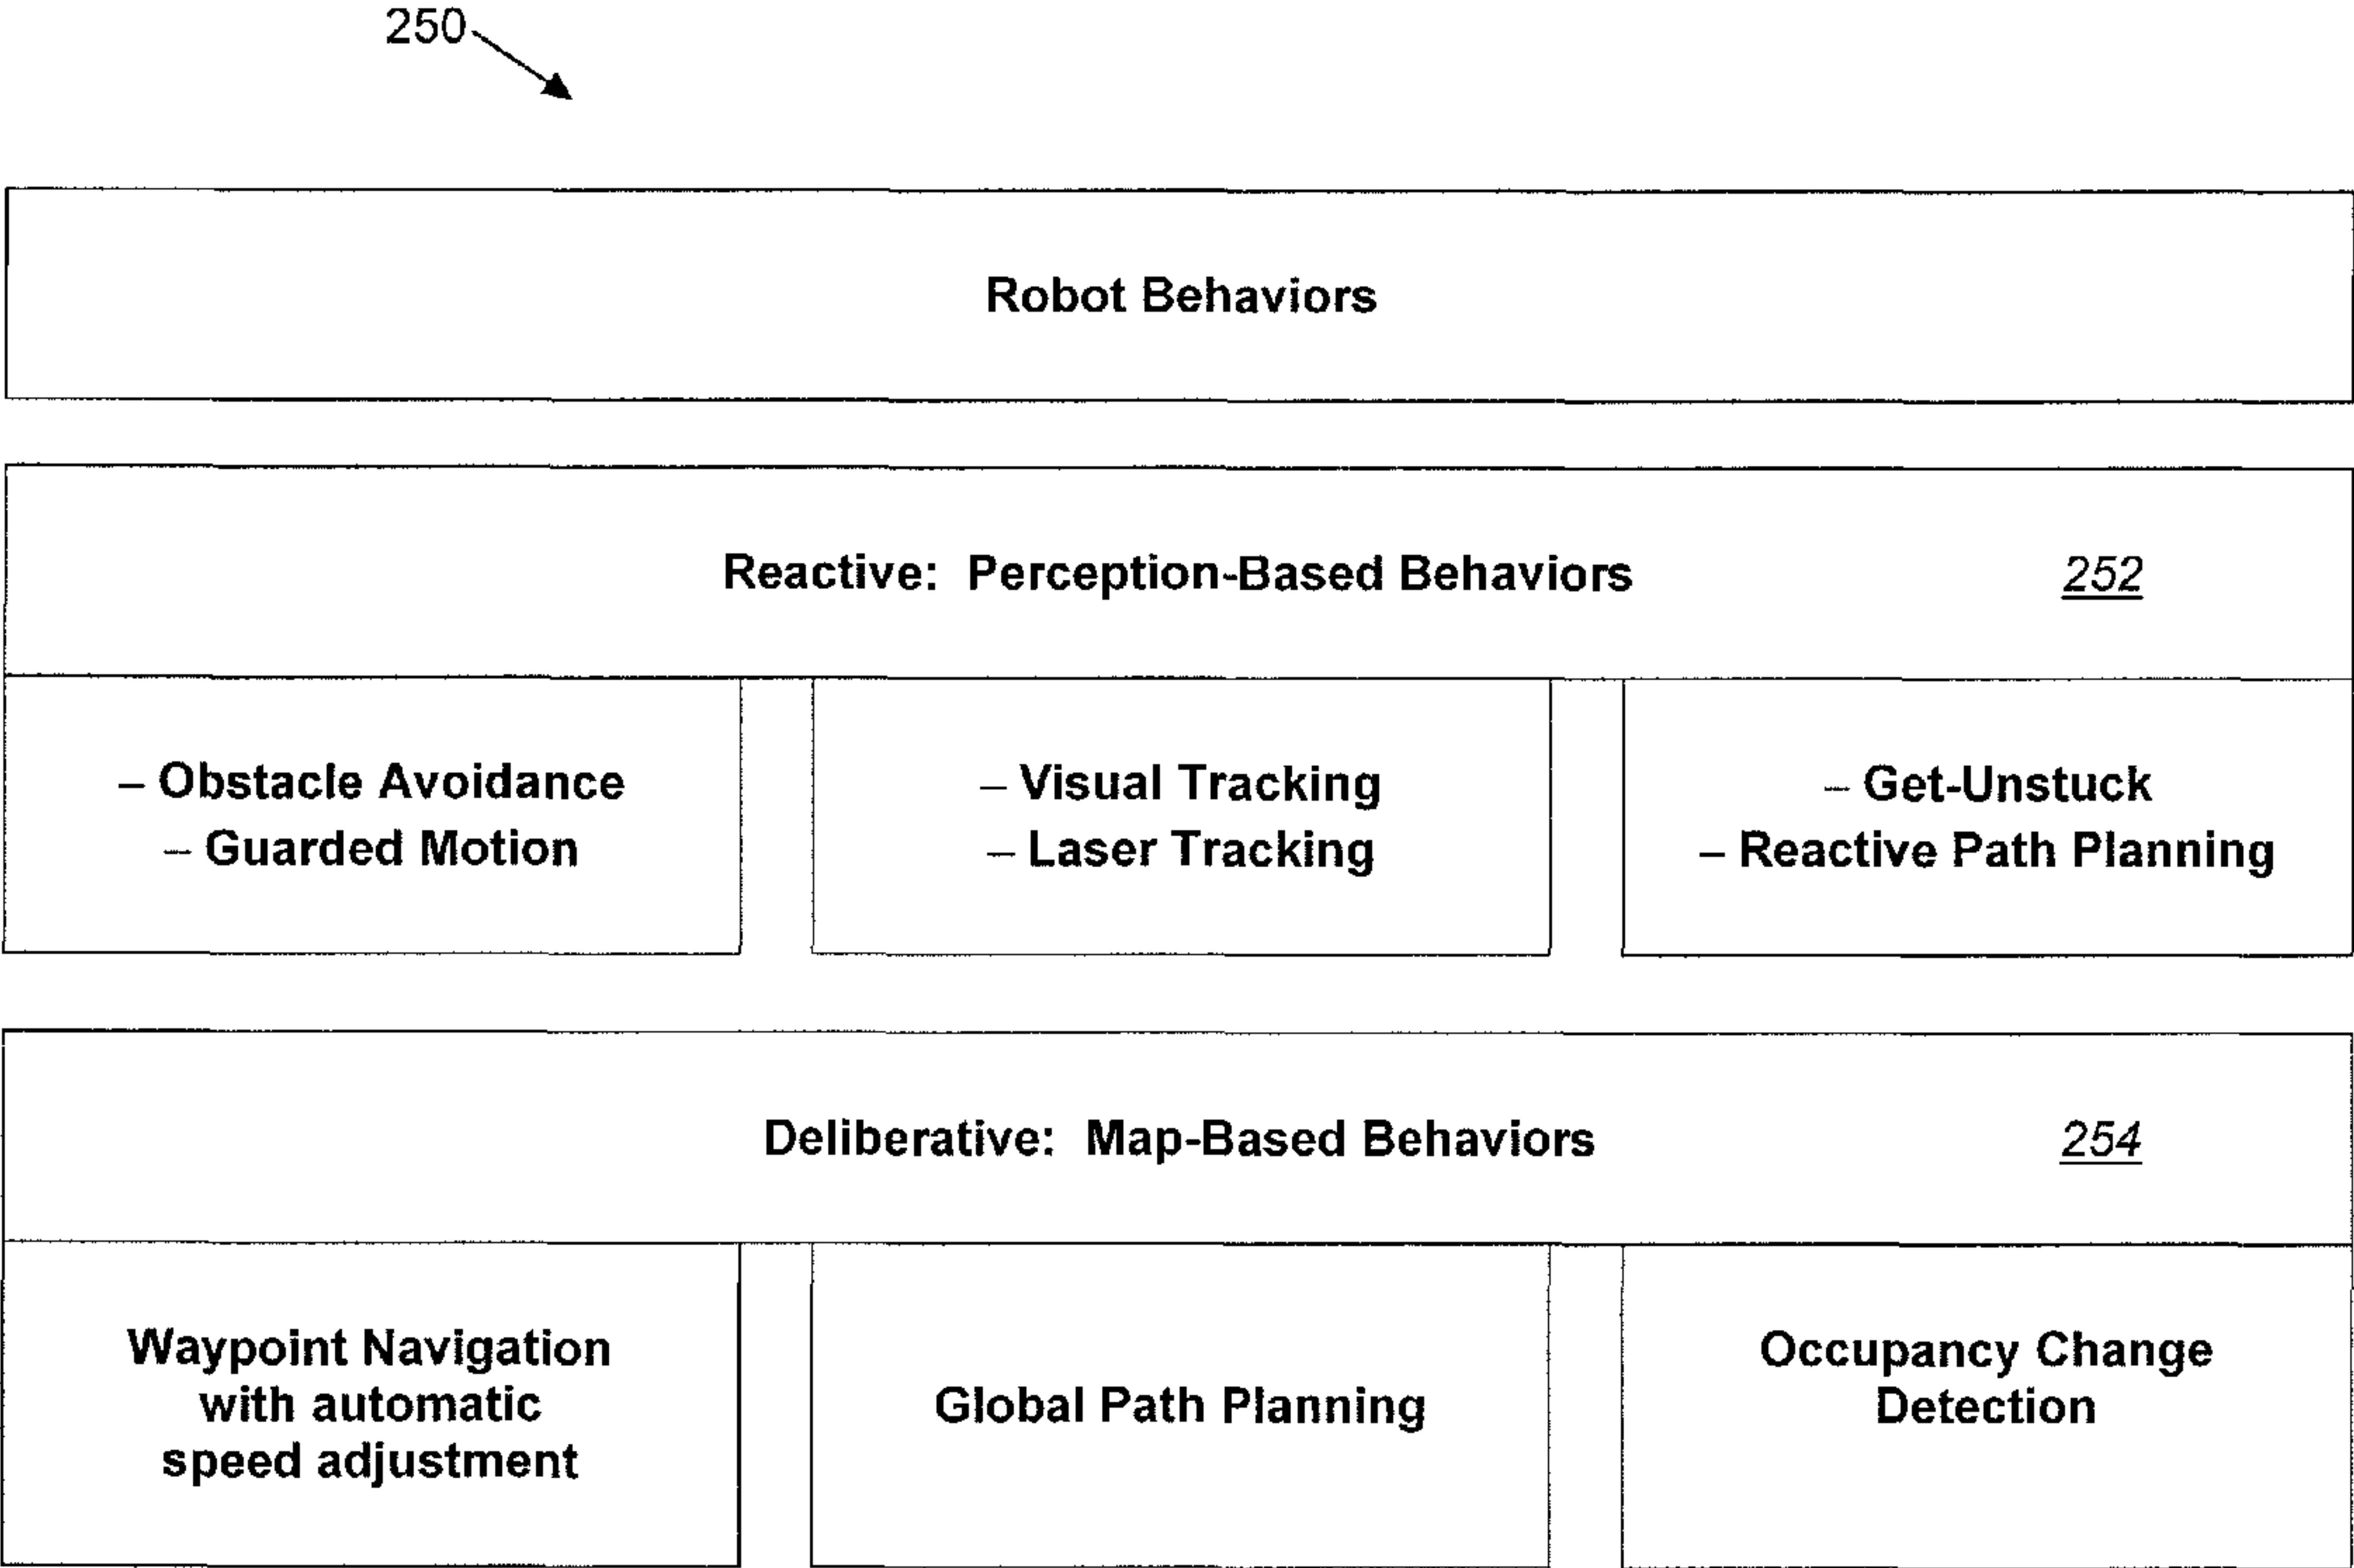 250
Robot Behaviors
Reactive: Perception-Based Behaviors 252
– Obstacle Avoidance
– Guarded Motion
– Visual Tracking
– Laser Tracking
– Get-Unstuck
– Reactive Path Planning
Deliberative: Map-Based Behaviors 254
Waypoint Navigation
with automatic
speed adjustment
Global Path Planning
Occupancy Change
Detection